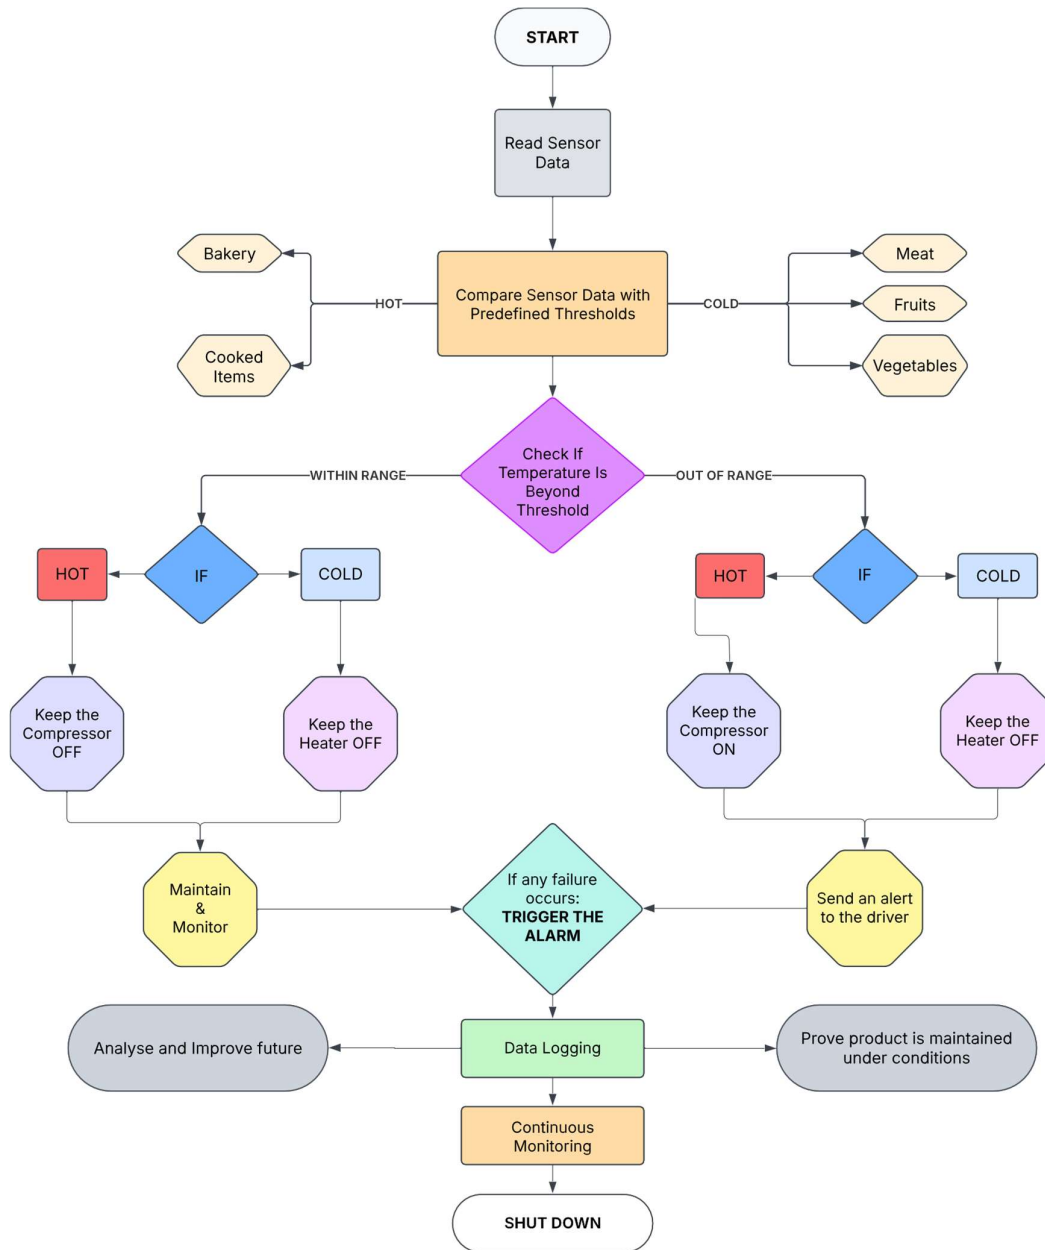 START
Read Sensor
Data
Bakery
Meat
HOT
Compare Sensor Data with
Predefined Thresholds
COLD
Fruits
Cooked
Items
Vegetables
Check If
Temperature Is
Beyond
Threshold
WITHIN RANGE
OUT OF RANGE
HOT
IF
COLD
HOT
IF
COLD
Keep the
Compressor
OFF
Keep the
Heater OFF
Keep the
Compressor
ON
Keep the
Heater OFF
Maintain
&
Monitor
If any failure
occurs:
TRIGGER THE
ALARM
Send an alert
to the driver
Analyse and Improve future
Data Logging
Prove product is maintained
under conditions
Continuous
Monitoring
SHUT DOWN